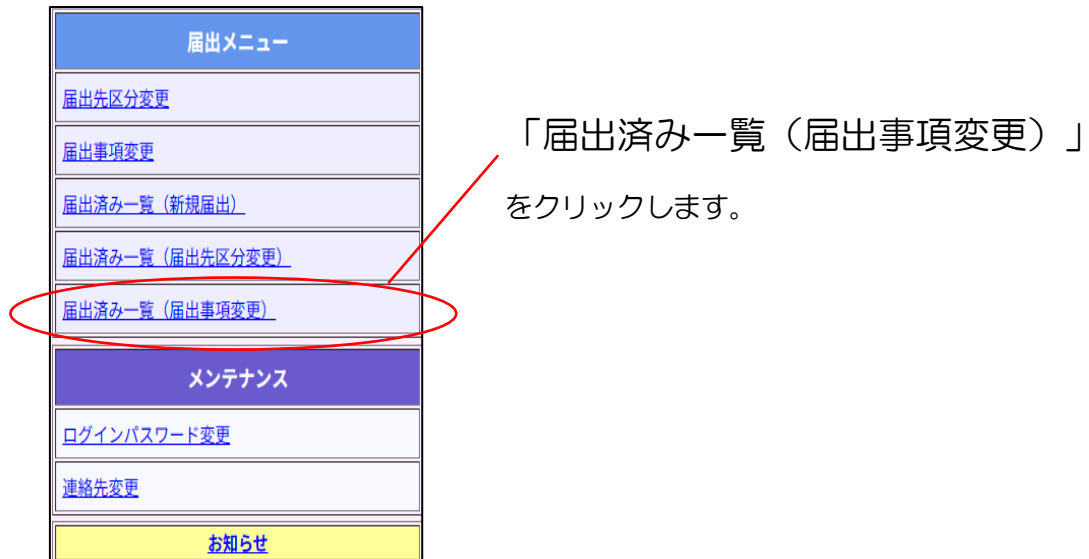 届出メニュー
届出先区分変更
届出事項変更
届出済み一覧（新規届出）
届出済み一覧（届出先区分変更）
届出済み一覧（届出事項変更）
メンテナンス
ログインパスワード変更
連絡先変更
お知らせ
「届出済み一覧（届出事項変更）」
をクリックします。